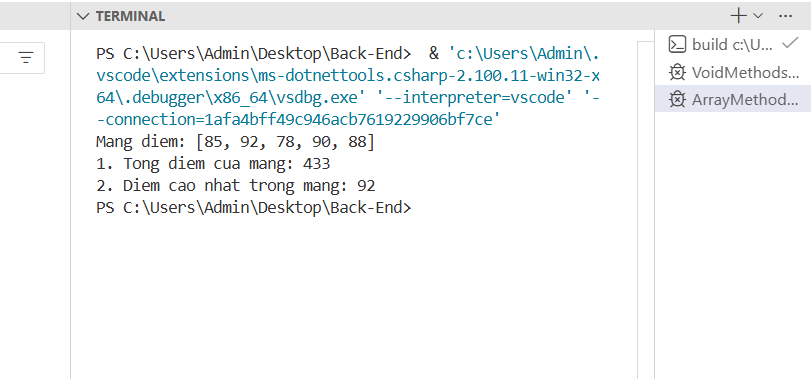 TERMINAL
PS C:\Users\Admin\Desktop\Back-End>  & 'c:\Users\Admin\.
vscode\extensions\ms-dotnettools.csharp-2.100.11-win32-x
64\.debugger\x86_64\vsdbg.exe' '--interpreter=vscode' '-
-connection=1afa4bff49c946acb7619229906bf7ce'
Mang diem: [85, 92, 78, 90, 88]
1. Tong diem cua mang: 433
2. Diem cao nhat trong mang: 92
PS C:\Users\Admin\Desktop\Back-End>
build c:\U...
VoidMethods...
ArrayMethod...